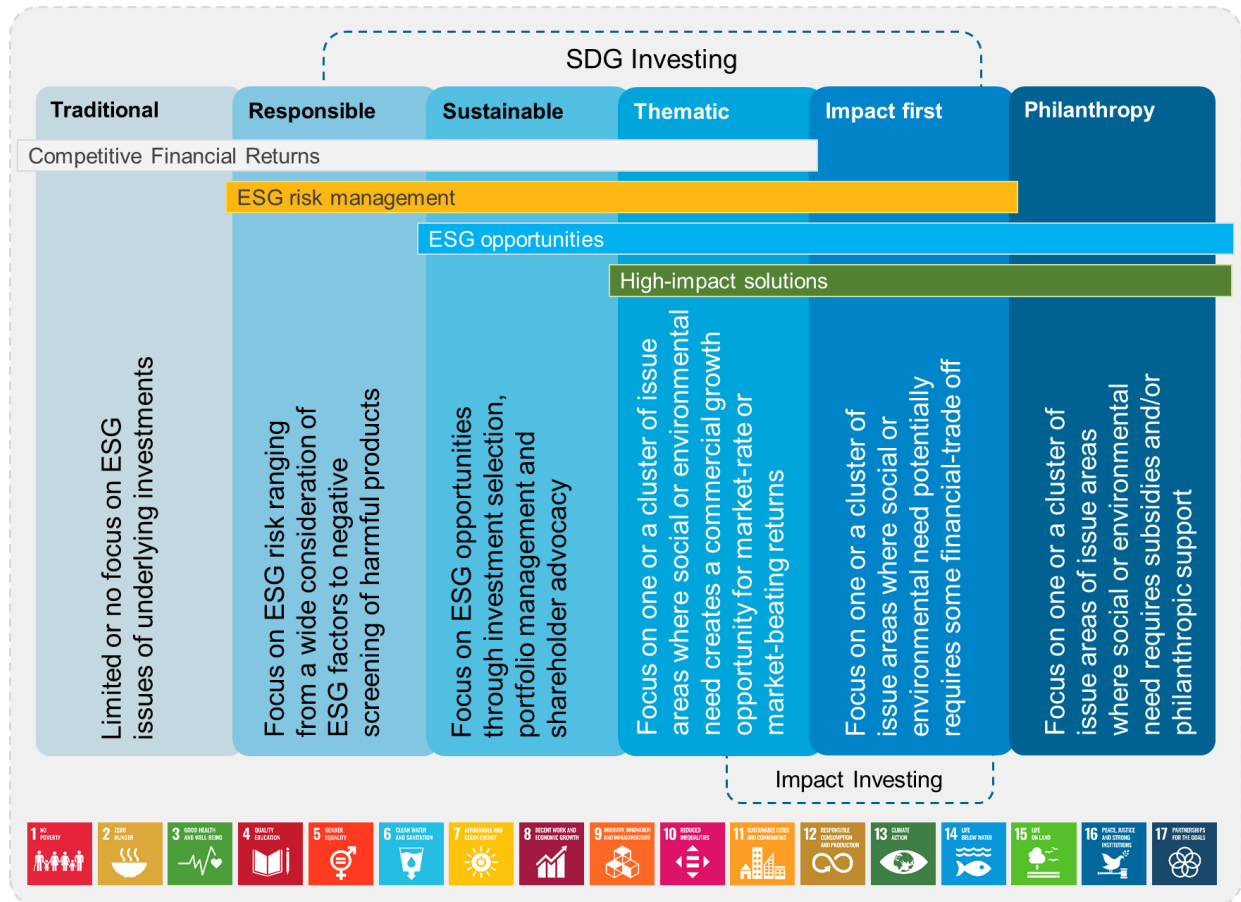 SDG Investing
Traditional
Responsible
Sustainable
Thematic
Impact first
Philanthropy
Competitive Financial Returns
ESG risk management
ESG opportunities
High-impact solutions
Limited or no focus on ESG
issues of underlying investments
Focus on ESG risk ranging
from a wide consideration of
ESG factors to negative
screening of harmful products
Focus on ESG opportunities
through investment selection,
portfolio management and
shareholder advocacy
Focus on one or a cluster of issue
areas where social or environmental
need creates a commercial growth
opportunity for market-rate or
market-beating returns
Focus on one or a cluster of
issue areas where social or
environmental need potentially
requires some financial-trade off
Focus on one or a cluster of
issue areas of issue areas
where social or environmental
need requires subsidies and/or
philanthropic support
Impact Investing
1 NO
POVERTY
2 ZERO
HUNGER
3 GOOD HEALTH
AND WELL-BEING
4 QUALITY
EDUCATION
5 GENDER
EQUALITY
6 CLEAN WATER
AND SANITATION
7 AFFORDABLE AND
CLEAN ENERGY
8 DECENT WORK AND
ECONOMIC GROWTH
9 INDUSTRY, INNOVATION
AND INFRASTRUCTURE
10 REDUCED
INEQUALITIES
11 SUSTAINABLE CITIES
AND COMMUNITIES
12 RESPONSIBLE
CONSUMPTION
AND PRODUCTION
13 CLIMATE
ACTION
14 LIFE
BELOW WATER
15 LIFE
ON LAND
16 PEACE, JUSTICE
AND STRONG
INSTITUTIONS
17 PARTNERSHIPS
FOR THE GOALS